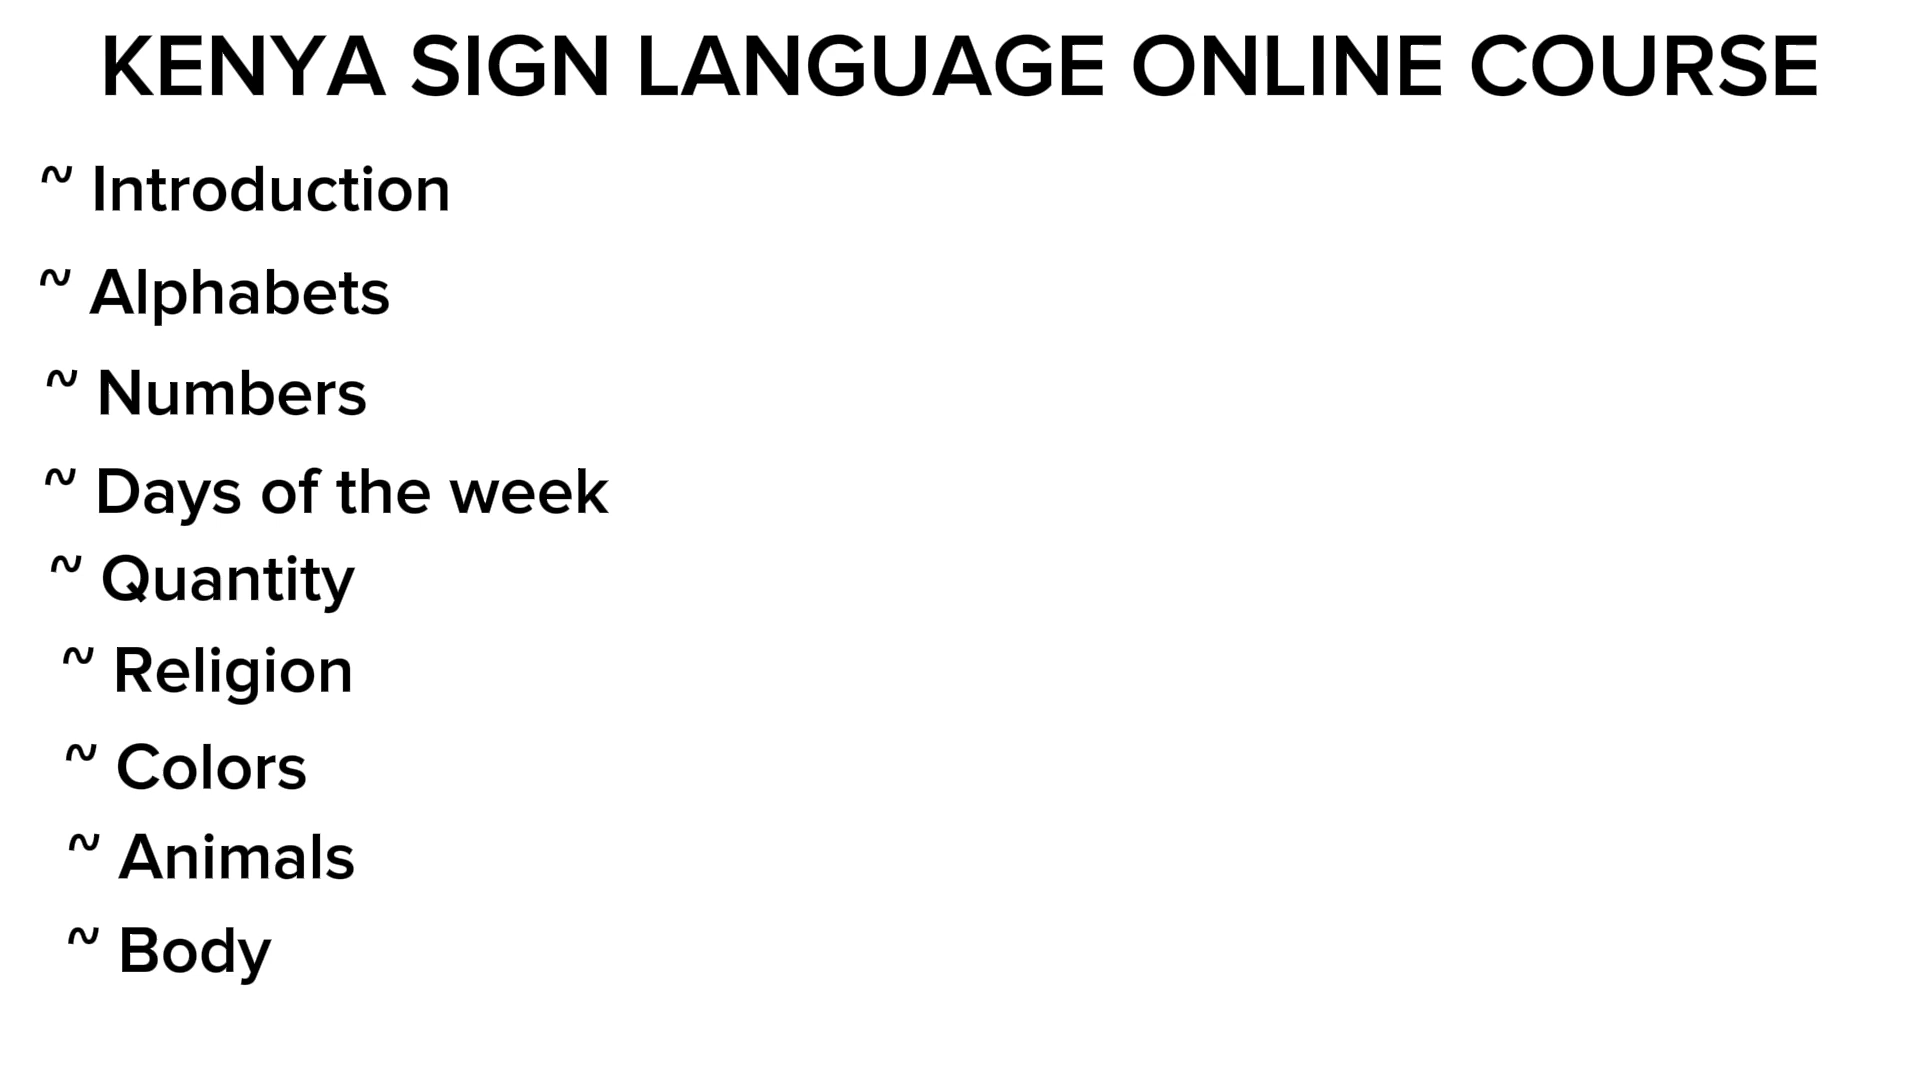 KENYA SIGN LANGUAGE ONLINE COURSE
~ Introduction
~ Alphabets
~ Numbers
~ Days of the week
~ Quantity
~ Religion
~ Colors
~ Animals
~ Body